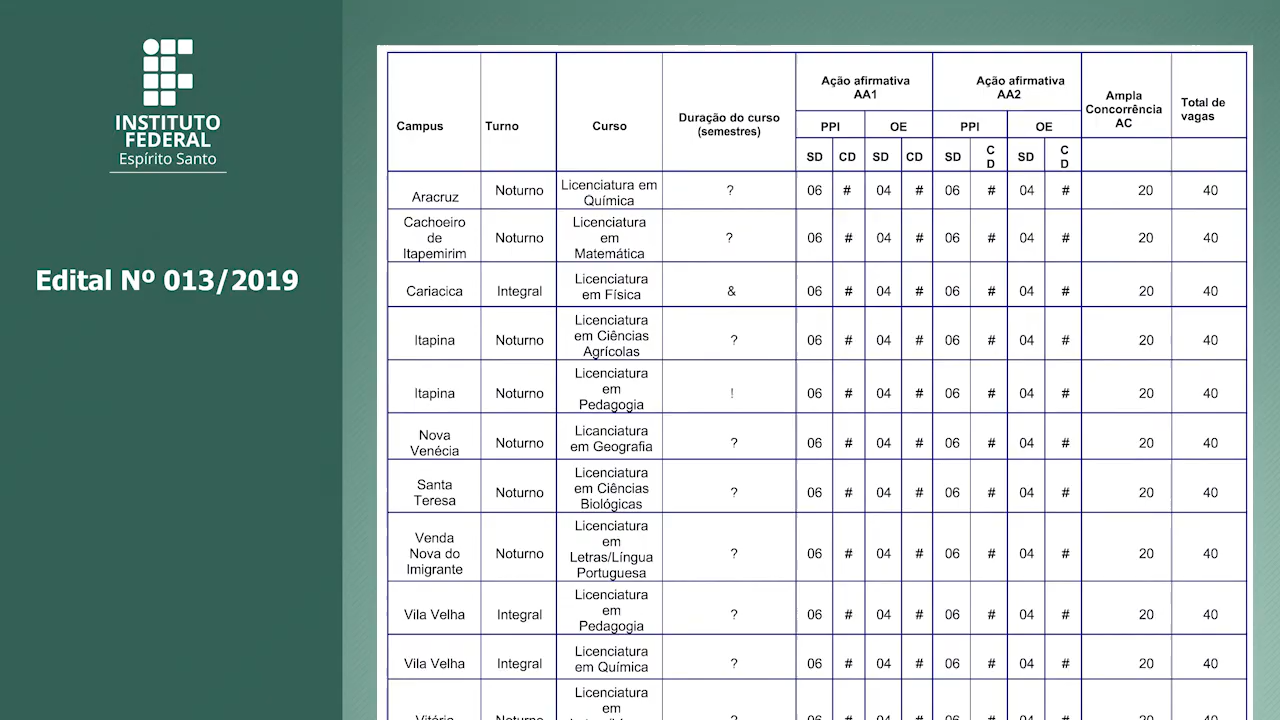 INSTITUTO
FEDERAL
Espírito Santo
Edital Nº 013/2019
Campus Turno Curso Duração do curso (semestres) Ação afirmativa AA1 Ação afirmativa AA2 Ampla Concorrência AC Total de vagas
PPI OE PPI OE
SD CD SD CD SD CD SD CD
Aracruz Noturno Licenciatura em Química ? 06 # 04 # 06 # 04 # 20 40
Cachoeiro de Itapemirim Noturno Licenciatura em Matemática ? 06 # 04 # 06 # 04 # 20 40
Cariacica Integral Licenciatura em Física & 06 # 04 # 06 # 04 # 20 40
Itapina Noturno Licenciatura em Ciências Agrícolas ? 06 # 04 # 06 # 04 # 20 40
Itapina Noturno Licenciatura em Pedagogia ! 06 # 04 # 06 # 04 # 20 40
Nova Venécia Noturno Licanciatura em Geografia ? 06 # 04 # 06 # 04 # 20 40
Santa Teresa Noturno Licenciatura em Ciências Biológicas ? 06 # 04 # 06 # 04 # 20 40
Venda Nova do Imigrante Noturno Licenciatura em Letras/Língua Portuguesa ? 06 # 04 # 06 # 04 # 20 40
Vila Velha Integral Licenciatura em Pedagogia ? 06 # 04 # 06 # 04 # 20 40
Vila Velha Integral Licenciatura em Química ? 06 # 04 # 06 # 04 # 20 40
Licenciatura em